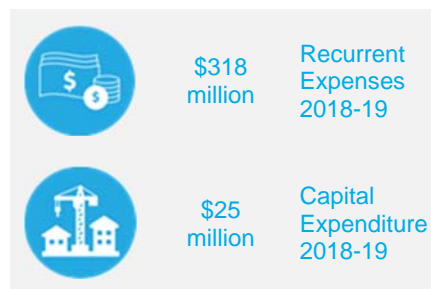 $
$
$318
million
Recurrent
Expenses
2018-19
$25
million
Capital
Expenditure
2018-19